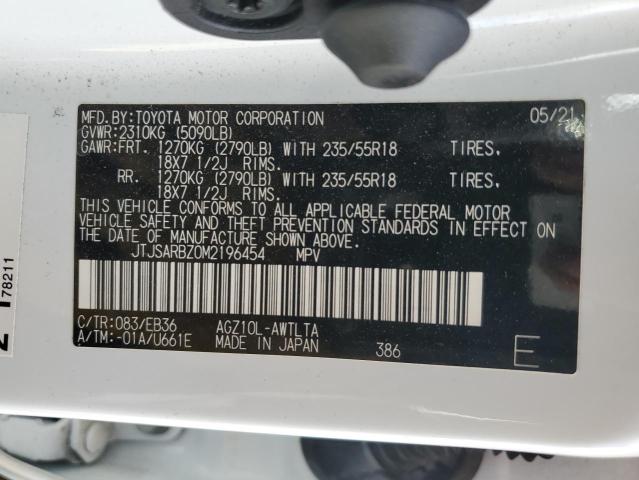 MFD.BY:TOYOTA MOTOR CORPORATION 05/21
GVWR:2310KG (5090LB)
GAWR:FRT. 1270KG (2790LB) WITH 235/55R18 TIRES.
18X7 1/2J RIMS.
RR. 1270KG (2790LB) WITH 235/55R18 TIRES.
18X7 1/2J RIMS.
THIS VEHICLE CONFORMS TO ALL APPLICABLE FEDERAL MOTOR
VEHICLE SAFETY AND THEFT PREVENTION STANDARDS IN EFFECT ON
THE DATE OF MANUFACTURE SHOWN ABOVE.
JTJSARBZ0M2196454 MPV
C/TR:083/EB36 AGZ10L-AWTLTA
A/TM:-01A/U661E MADE IN JAPAN 386 E
78211